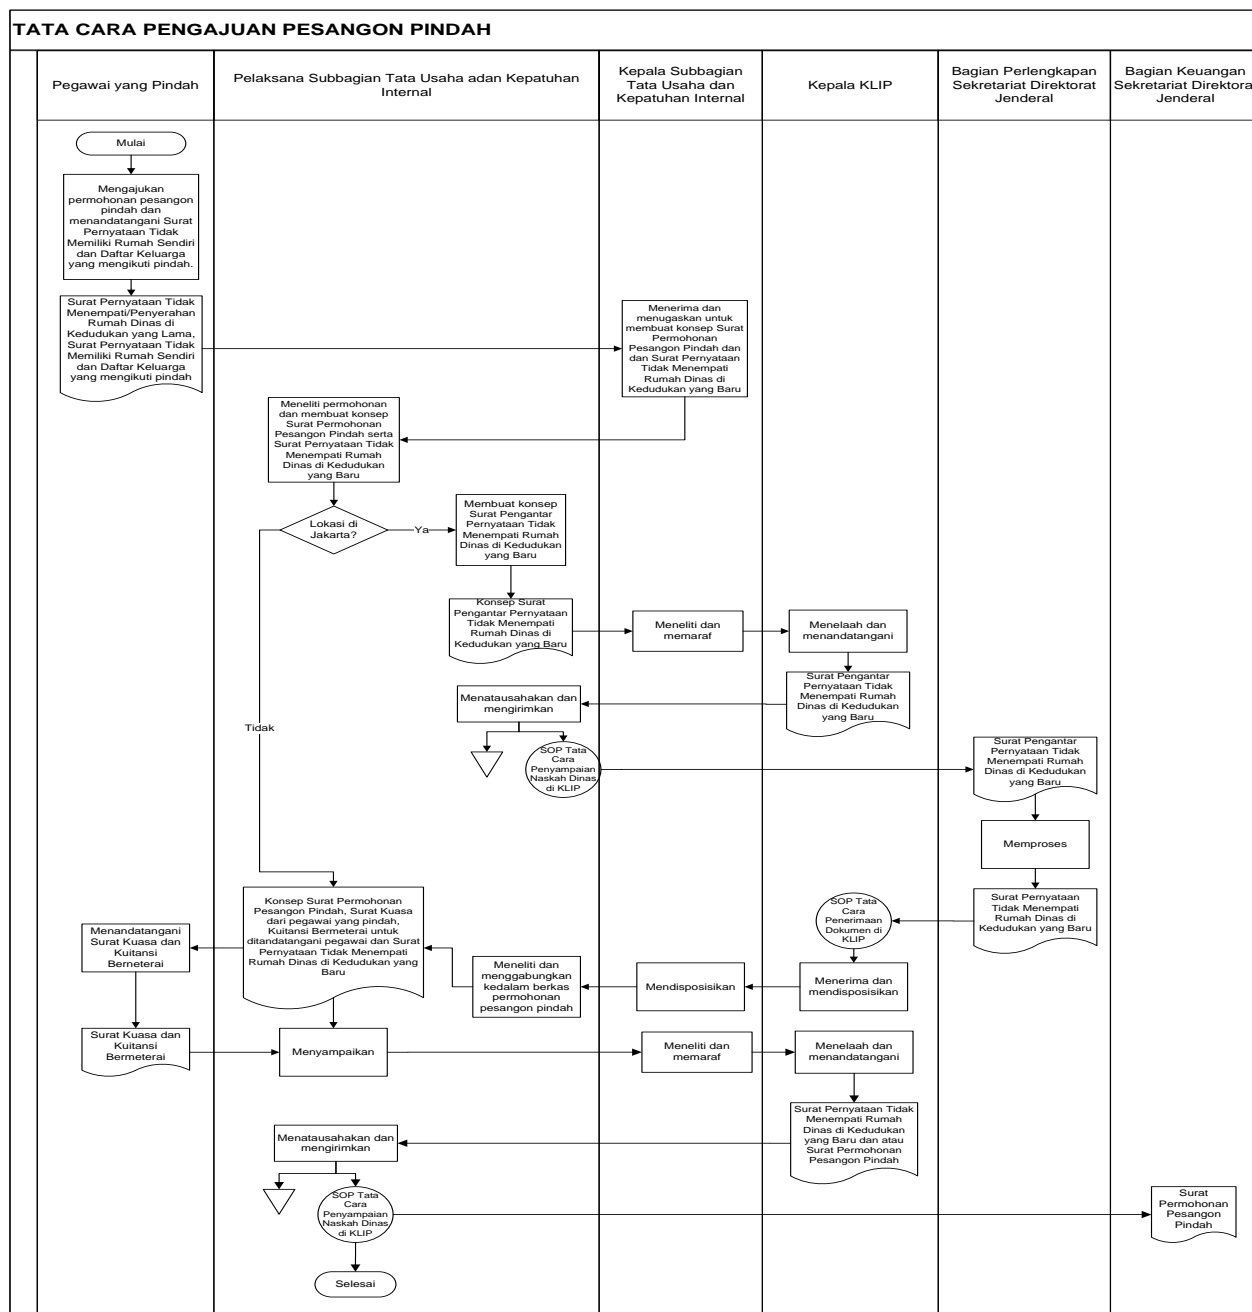 TATA CARA PENGAJUAN PESANGON PINDAH
Pegawai yang Pindah
Pelaksana Subbagian Tata Usaha adan Kepatuhan
Internal
Kepala Subbagian
Tata Usaha dan
Kepatuhan Internal
Kepala KLIP
Bagian Perlengkapan
Sekretariat Direktorat
Jenderal
Bagian Keuangan
Sekretariat Direktorat
Jenderal
Mulai
Mengajukan
permohonan pesangon
pindah dan
menandatangani Surat
Pernyataan Tidak
Memiliki Rumah Sendiri
dan Daftar Keluarga
yang mengikuti pindah.
Surat Pernyataan Tidak
Menempati/Penyerahan
Rumah Dinas di
Kedudukan yang Lama,
Surat Pernyataan Tidak
Memiliki Rumah Sendiri
dan Daftar Keluarga
yang mengikuti pindah
Menerima dan
menugaskan untuk
membuat konsep Surat
Permohonan
Pesangon Pindah dan
dan Surat Pernyataan
Tidak Menempati
Rumah Dinas di
Kedudukan yang Baru
Meneliti permohonan
dan membuat konsep
Surat Permohonan
Pesangon Pindah serta
Surat Pernyataan Tidak
Menempati Rumah
Dinas di Kedudukan
yang Baru
Lokasi di
Jakarta?
Ya
Membuat konsep
Surat Pengantar
Pernyataan Tidak
Menempati Rumah
Dinas di Kedudukan
yang Baru
Konsep Surat
Pengantar Pernyataan
Tidak Menempati
Rumah Dinas di
Kedudukan yang Baru
Meneliti dan
memaraf
Menelaah dan
menandatangani
Surat Pengantar
Pernyataan Tidak
Menempati Rumah
Dinas di Kedudukan
yang Baru
Menatausahakan dan
mengirimkan
Tidak
SOP Tata
Cara
Penyampaian
Naskah Dinas
di KLIP
Surat Pengantar
Pernyataan Tidak
Menempati Rumah
Dinas di Kedudukan
yang Baru
Memproses
Surat Pernyataan
Tidak Menempati
Rumah Dinas di
Kedudukan yang Baru
SOP Tata
Cara
Penerimaan
Dokumen di
KLIP
Menerima dan
mendisposisikan
Mendisposisikan
Meneliti dan
menggabungkan
kedalam berkas
permohonan
pesangon pindah
Konsep Surat Permohonan
Pesangon Pindah, Surat Kuasa
dari pegawai yang pindah,
Kuitansi Bermeterai untuk
ditandatangani pegawai dan Surat
Pernyataan Tidak Menempati
Rumah Dinas di Kedudukan yang
Baru
Menandatangani
Surat Kuasa dan
Kuitansi
Berneterai
Surat Kuasa dan
Kuitansi
Bermeterai
Menyampaikan
Meneliti dan
memaraf
Menelaah dan
menandatangani
Surat Pernyataan Tidak
Menempati Rumah
Dinas di Kedudukan
yang Baru dan atau
Surat Permohonan
Pesangon Pindah
Menatausahakan dan
mengirimkan
SOP Tata
Cara
Penyampaian
Naskah Dinas
di KLIP
Surat
Permohonan
Pesangon
Pindah
Selesai